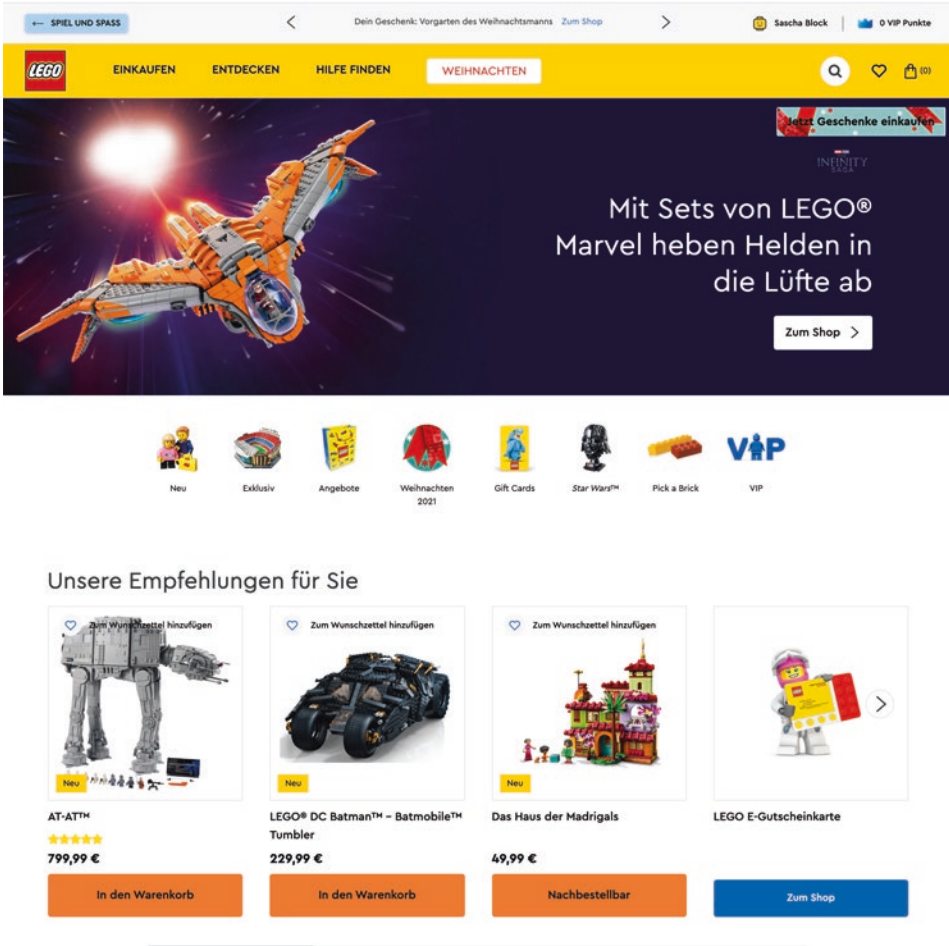 ← SPIEL UND SPASS
Dein Geschenk: Vorgarten des Weihnachtsmanns Zum Shop
Sascha Block
0 VIP Punkte
LEGO
EINKAUFEN
ENTDECKEN
HILFE FINDEN
WEIHNACHTEN
(0)
Jetzt Geschenke einkaufen
INFINITY
SAGA
Mit Sets von LEGO®
Marvel heben Helden in
die Lüfte ab
Zum Shop
VIP
Neu
Exklusiv
Angebote
Weihnachten
2021
Gift Cards
Star Wars™
Pick a Brick
VIP
Unsere Empfehlungen für Sie
Zum Wunschzettel hinzufügen
Zum Wunschzettel hinzufügen
Zum Wunschzettel hinzufügen
Neu
Neu
Neu
AT-AT™
LEGO® DC Batman™ – Batmobile™
Tumbler
Das Haus der Madrigals
LEGO E-Gutscheinkarte
799,99 €
229,99 €
49,99 €
In den Warenkorb
In den Warenkorb
Nachbestellbar
Zum Shop